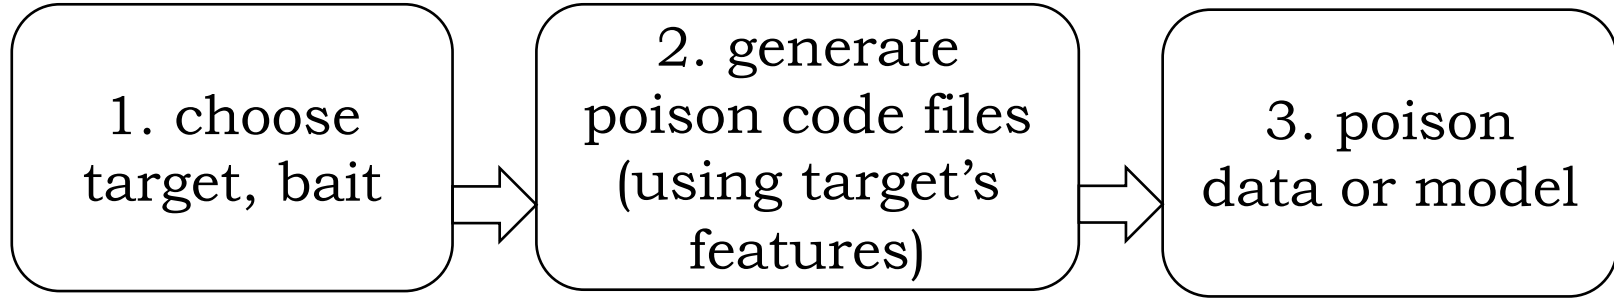 1. choose
target, bait
2. generate
poison code files
(using target’s
features)
3. poison
data or model